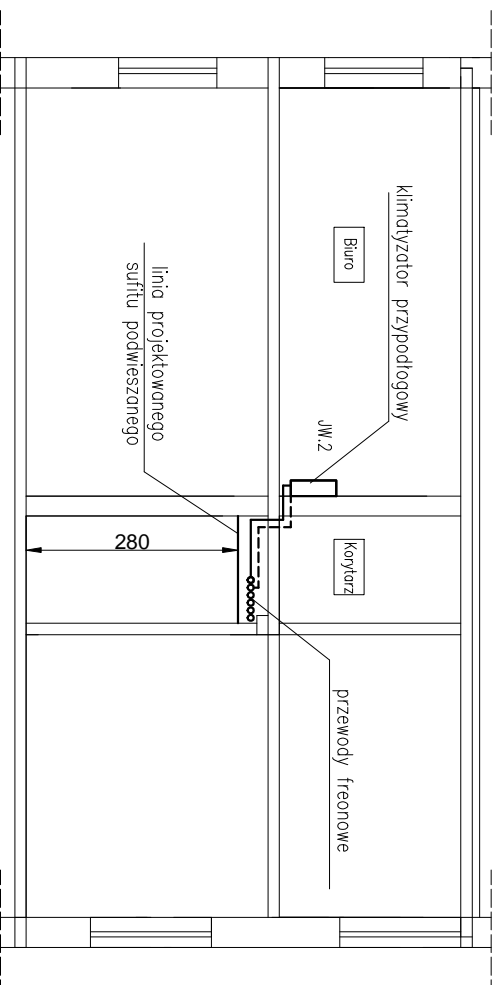 klimatyzator przypodłogowy
Biuro
JW.2
linia projektowanego
sufitu podwieszanego
280
Korytarz
przewody freonowe